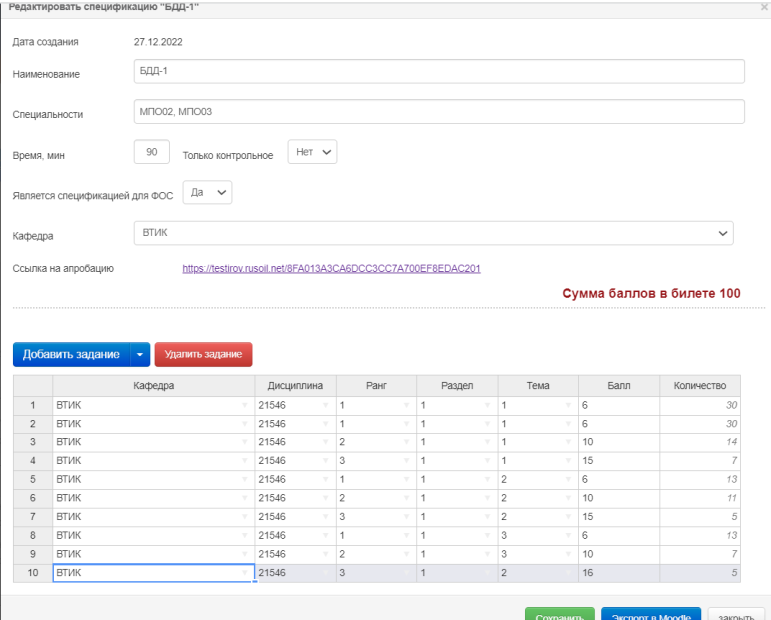 Редактировать спецификацию "БДД-1"
Дата создания 27.12.2022
Наименование БДД-1
Специальности МПО02, МПО03
Время, мин 90 Только контрольное Нет
Является спецификацией для ФОС Да
Кафедра ВТИК
Ссылка на апробацию https://testirov.rusoil.net/8FA013A3CA6DCC3CC7A700EF8EDAC201
Сумма баллов в билете 100
Добавить задание Удалить задание
Кафедра Дисциплина Ранг Раздел Тема Балл Количество
1 ВТИК 21546 1 1 1 6 30
2 ВТИК 21546 1 1 1 6 30
3 ВТИК 21546 2 1 1 10 14
4 ВТИК 21546 3 1 1 15 7
5 ВТИК 21546 1 1 2 6 13
6 ВТИК 21546 2 1 2 10 11
7 ВТИК 21546 3 1 2 15 5
8 ВТИК 21546 1 1 3 6 13
9 ВТИК 21546 2 1 3 10 7
10 ВТИК 21546 3 1 2 16 5
Сохранить Экспорт в Moodle закрыть